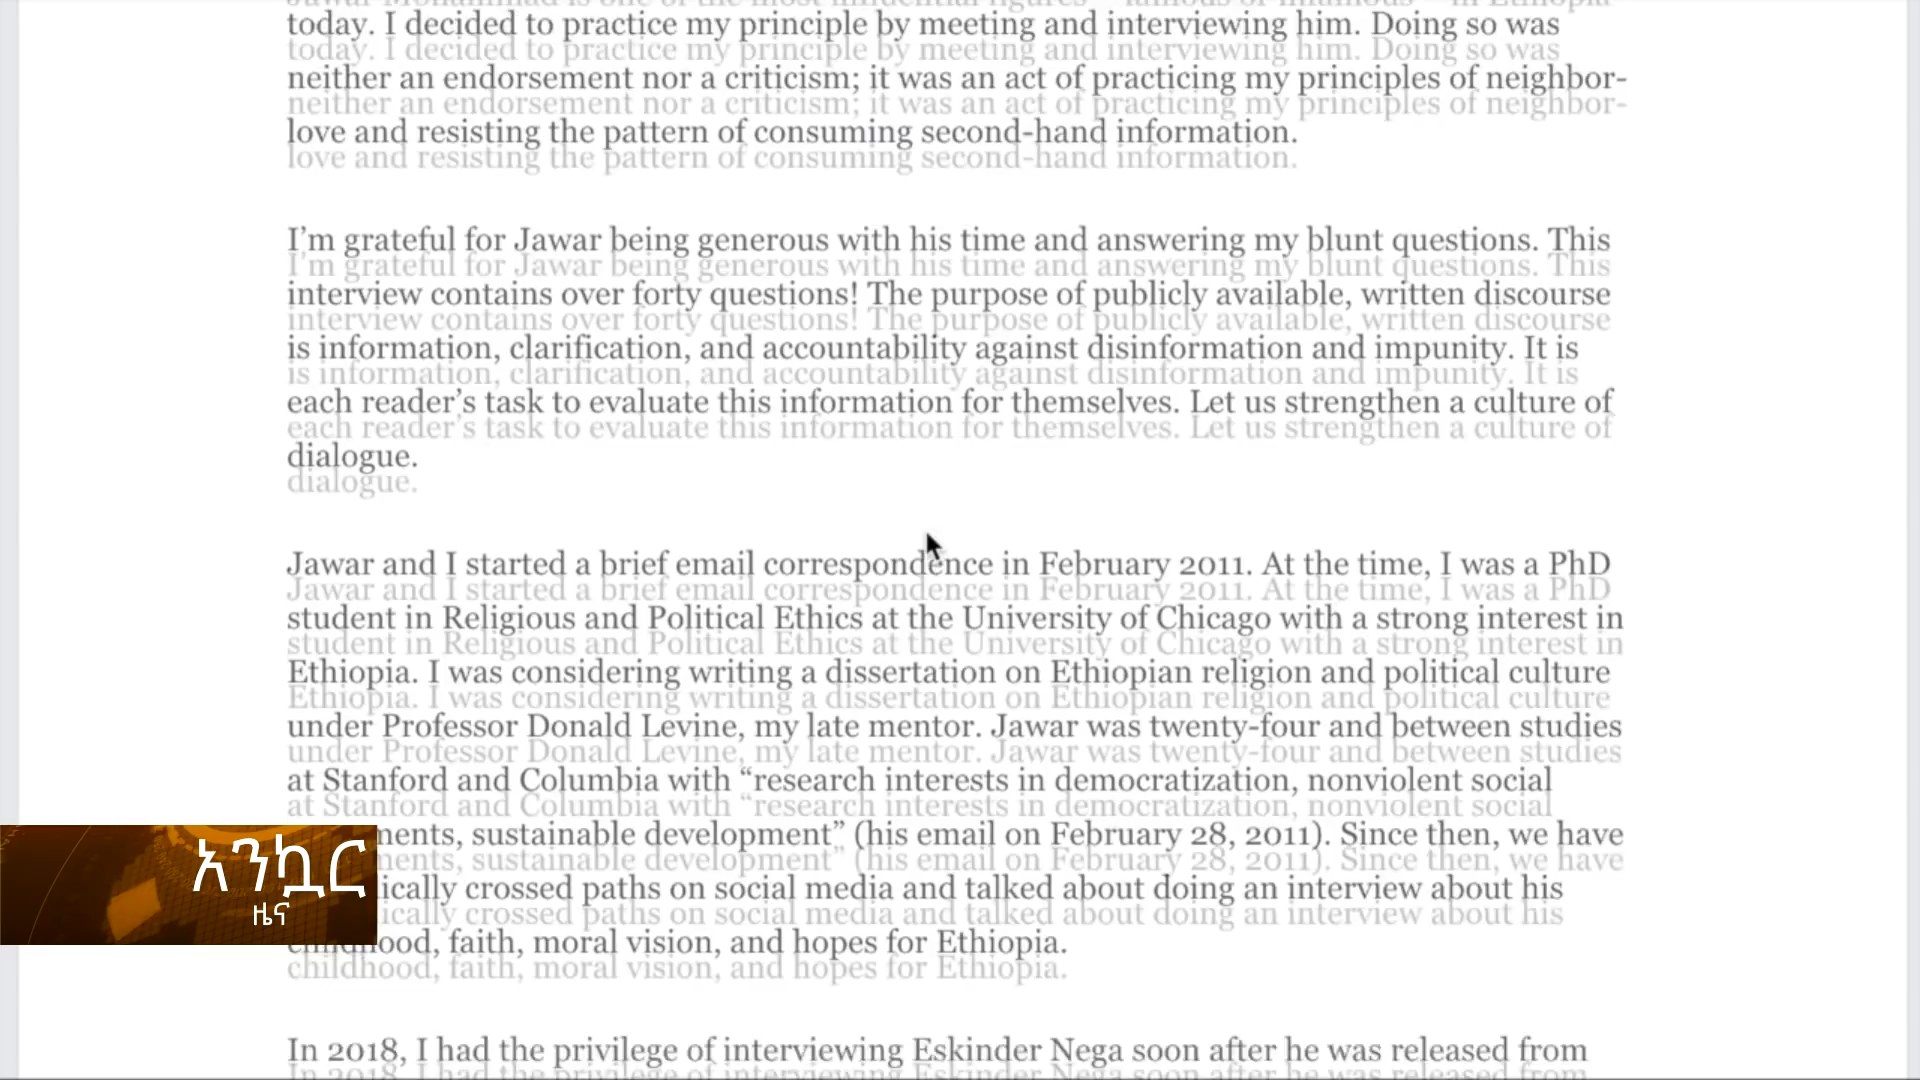 today. I decided to practice my principle by meeting and interviewing him. Doing so was
neither an endorsement nor a criticism; it was an act of practicing my principles of neighbor-
love and resisting the pattern of consuming second-hand information.
I’m grateful for Jawar being generous with his time and answering my blunt questions. This
interview contains over forty questions! The purpose of publicly available, written discourse
is information, clarification, and accountability against disinformation and impunity. It is
each reader’s task to evaluate this information for themselves. Let us strengthen a culture of
dialogue.
Jawar and I started a brief email correspondence in February 2011. At the time, I was a PhD
student in Religious and Political Ethics at the University of Chicago with a strong interest in
Ethiopia. I was considering writing a dissertation on Ethiopian religion and political culture
under Professor Donald Levine, my late mentor. Jawar was twenty-four and between studies
at Stanford and Columbia with “research interests in democratization, nonviolent social
ments, sustainable development” (his email on February 28, 2011). Since then, we have
ically crossed paths on social media and talked about doing an interview about his
childhood, faith, moral vision, and hopes for Ethiopia.
In 2018, I had the privilege of interviewing Eskinder Nega soon after he was released from
አንኳር
ዜና